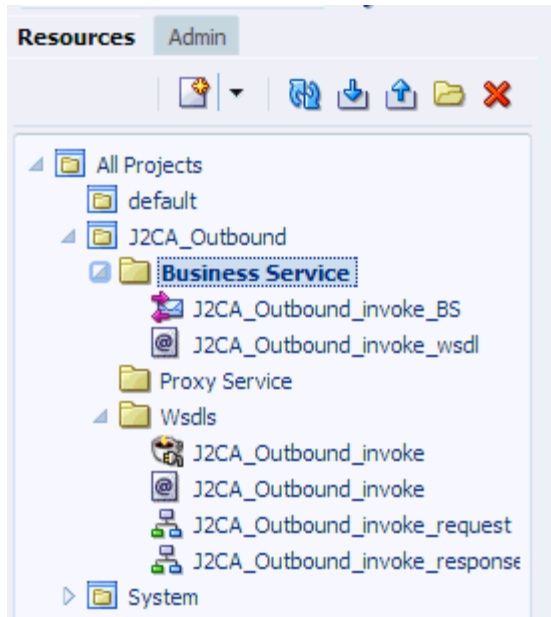 Resources Admin
All Projects
default
J2CA_Outbound
Business Service
J2CA_Outbound_invoke_BS
J2CA_Outbound_invoke_wsdl
Proxy Service
Wsdls
J2CA_Outbound_invoke
J2CA_Outbound_invoke
J2CA_Outbound_invoke_request
J2CA_Outbound_invoke_response
System